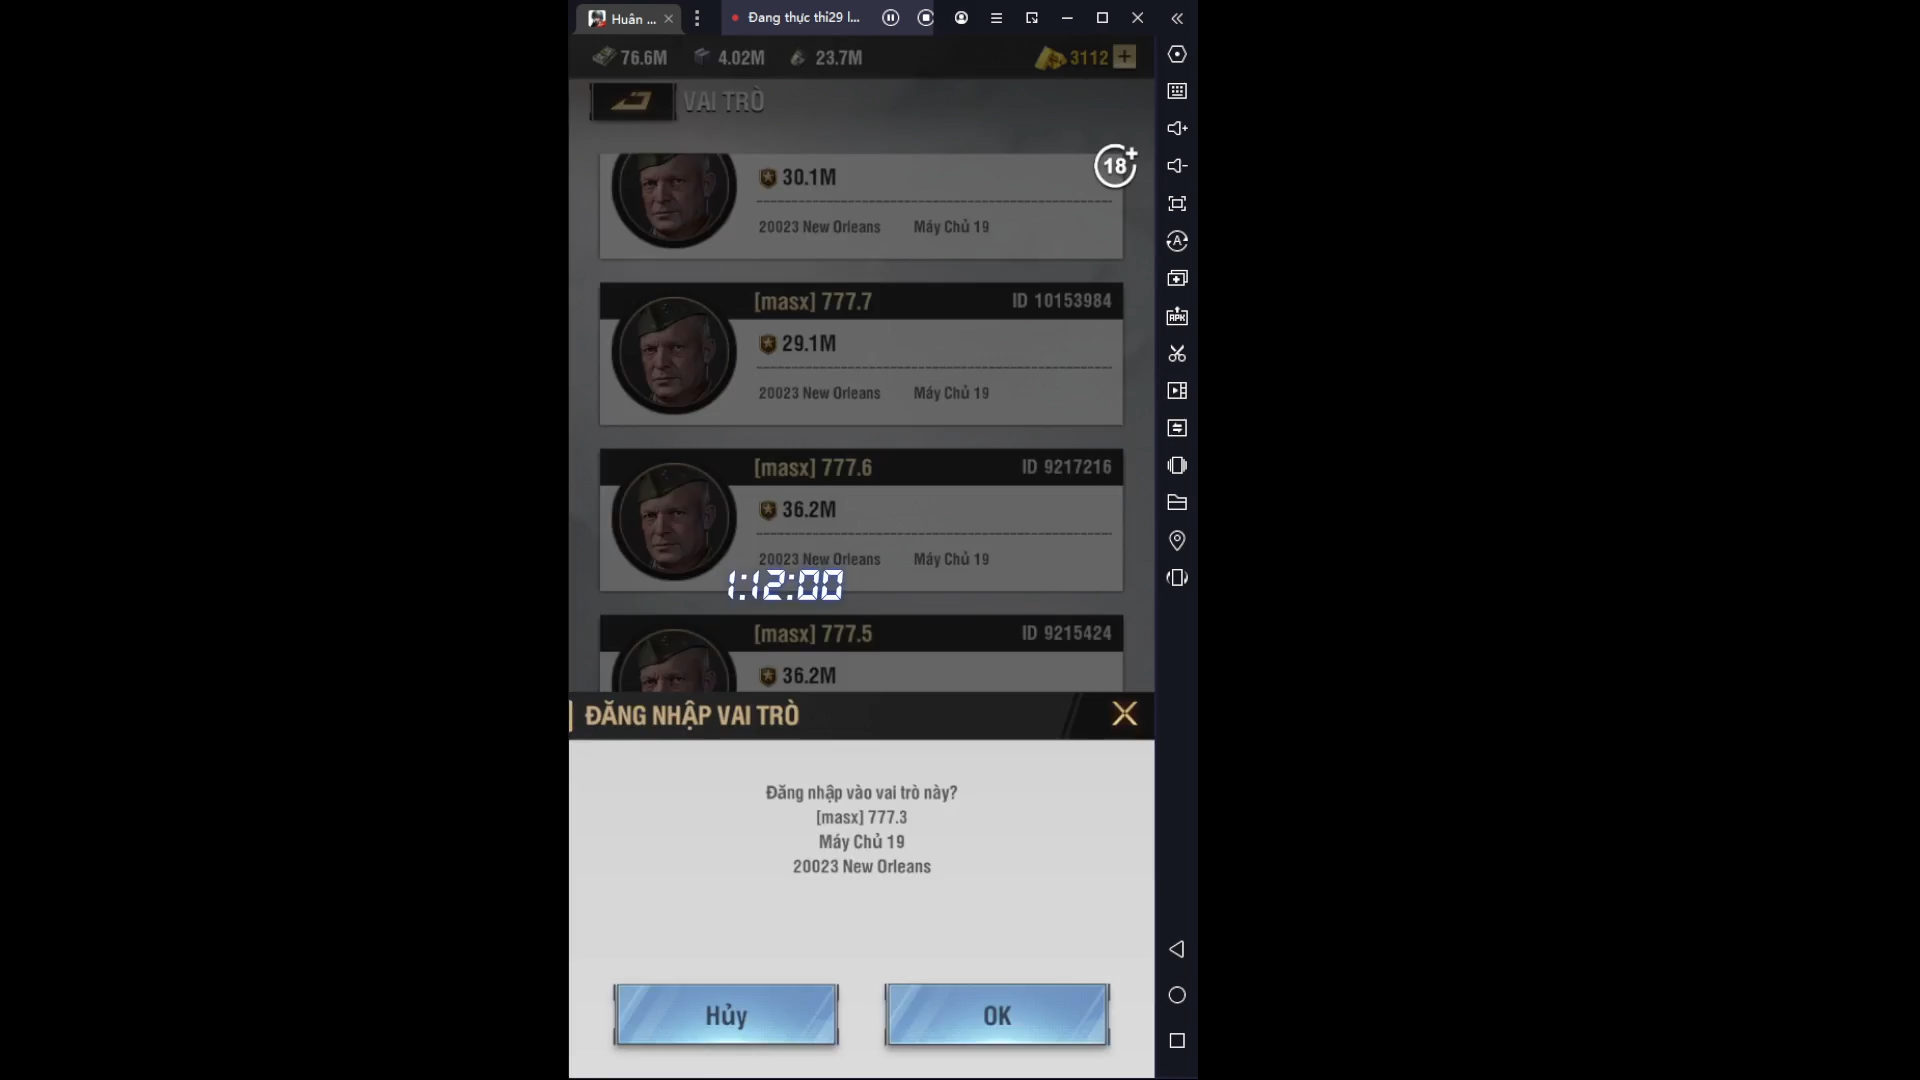 Huân ...
Đang thực thi29 l...
76.6M
4.02M
23.7M
3112
VAI TRÒ
18+
30.1M
20023 New Orleans Máy Chủ 19
[masx] 777.7 ID 10153984
29.1M
20023 New Orleans Máy Chủ 19
APK
[masx] 777.6 ID 9217216
36.2M
20023 New Orleans Máy Chủ 19
1:12:00
[masx] 777.5 ID 9215424
36.2M
ĐĂNG NHẬP VAI TRÒ
Đăng nhập vào vai trò này?
[masx] 777.3
Máy Chủ 19
20023 New Orleans
Hủy
OK